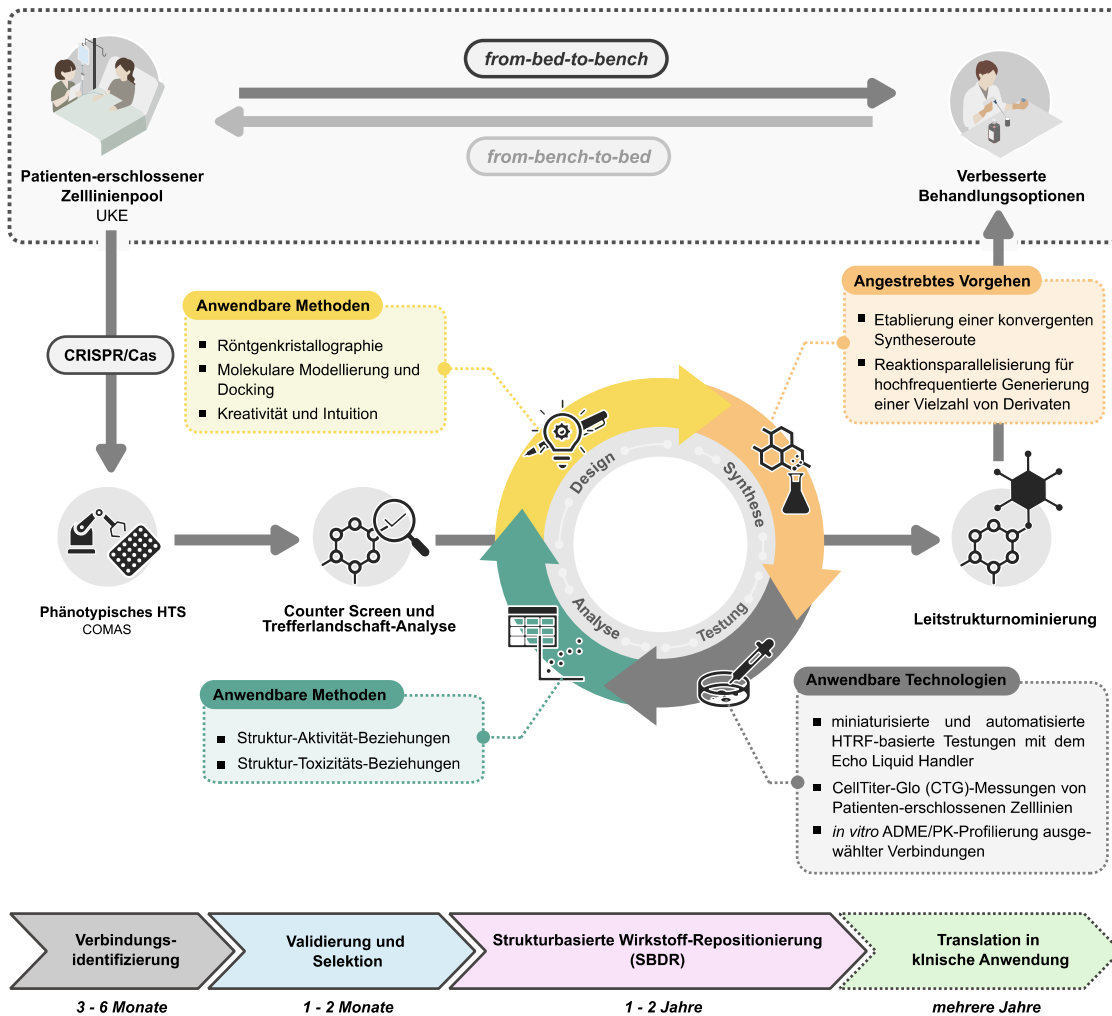 from-bed-to-bench
from-bench-to-bed
Patienten-erschlossener
Zelllinienpool
UKE
Verbesserte
Behandlungsoptionen
CRISPR/Cas
Anwendbare Methoden
Röntgenkristallographie
Molekulare Modellierung und
Docking
Kreativität und Intuition
Angestrebtes Vorgehen
Etablierung einer konvergenten
Syntheseroute
Reaktionsparallelisierung für
hochfrequentierte Generierung
einer Vielzahl von Derivaten
Design
Synthese
Testung
Analyse
Phänotypisches HTS
COMAS
Counter Screen und
Trefferlandschaft-Analyse
Leitstrukturnominierung
Anwendbare Methoden
Struktur-Aktivität-Beziehungen
Struktur-Toxizitäts-Beziehungen
Anwendbare Technologien
miniaturisierte und automatisierte
HTRF-basierte Testungen mit dem
Echo Liquid Handler
CellTiter-Glo (CTG)-Messungen von
Patienten-erschlossenen Zelllinien
in vitro ADME/PK-Profilierung ausge-
wählter Verbindungen
Verbindungs-
identifizierung
Validierung und
Selektion
Strukturbasierte Wirkstoff-Repositionierung
(SBDR)
Translation in
klnische Anwendung
3 - 6 Monate
1 - 2 Monate
1 - 2 Jahre
mehrere Jahre